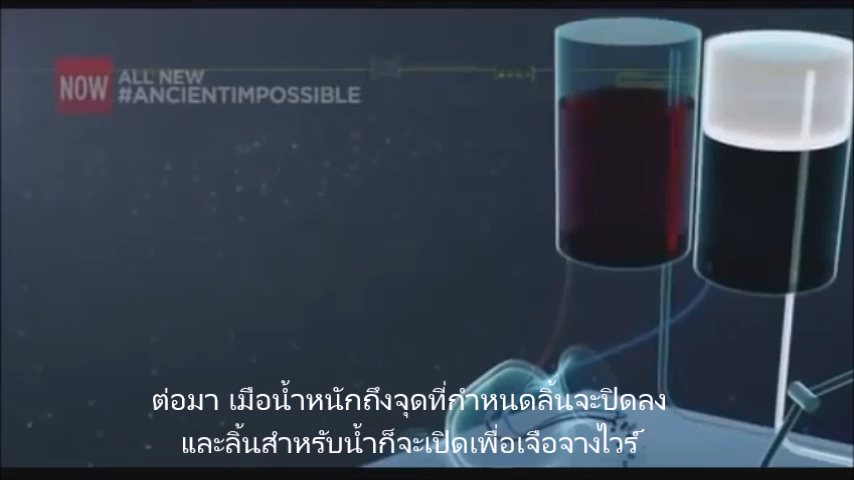 NOW
ALL NEW
#ANCIENTIMPOSSIBLE
ต่อมา เมือน้ำหนักถึงจุดที่กำหนดลิ้นจะปิดลง
และลิ้นสำหรับน้ำก็จะเปิดเพื่อเจือจางไวร์